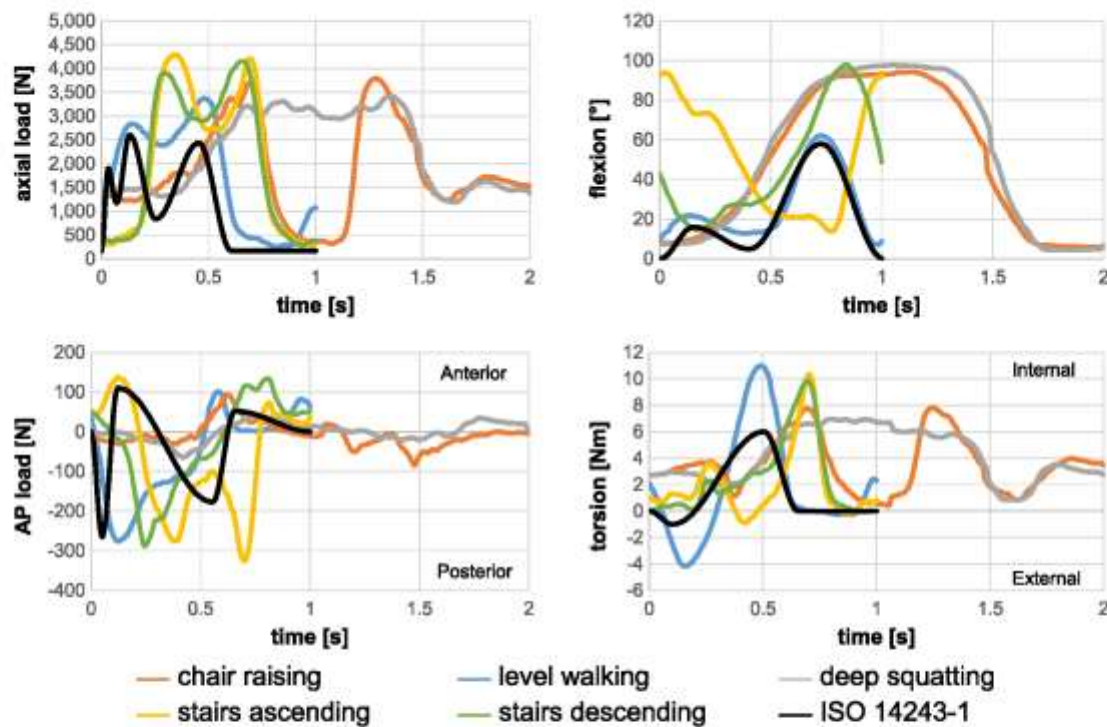 5,000
4,500
4,000
3,500
3,000
2,500
2,000
1,500
1,000
500
0
axial load [N]
0 0.5 1 1.5 2
time [s]
120
100
80
60
40
20
0
flexion [°]
0 0.5 1 1.5 2
time [s]
200
100
0
-100
-200
-300
-400
AP load [N]
Anterior
Posterior
0 0.5 1 1.5 2
time [s]
12
10
8
6
4
2
0
-2
-4
-6
torsion [Nm]
Internal
External
0 0.5 1 1.5 2
time [s]
chair raising level walking deep squatting
stairs ascending stairs descending ISO 14243-1